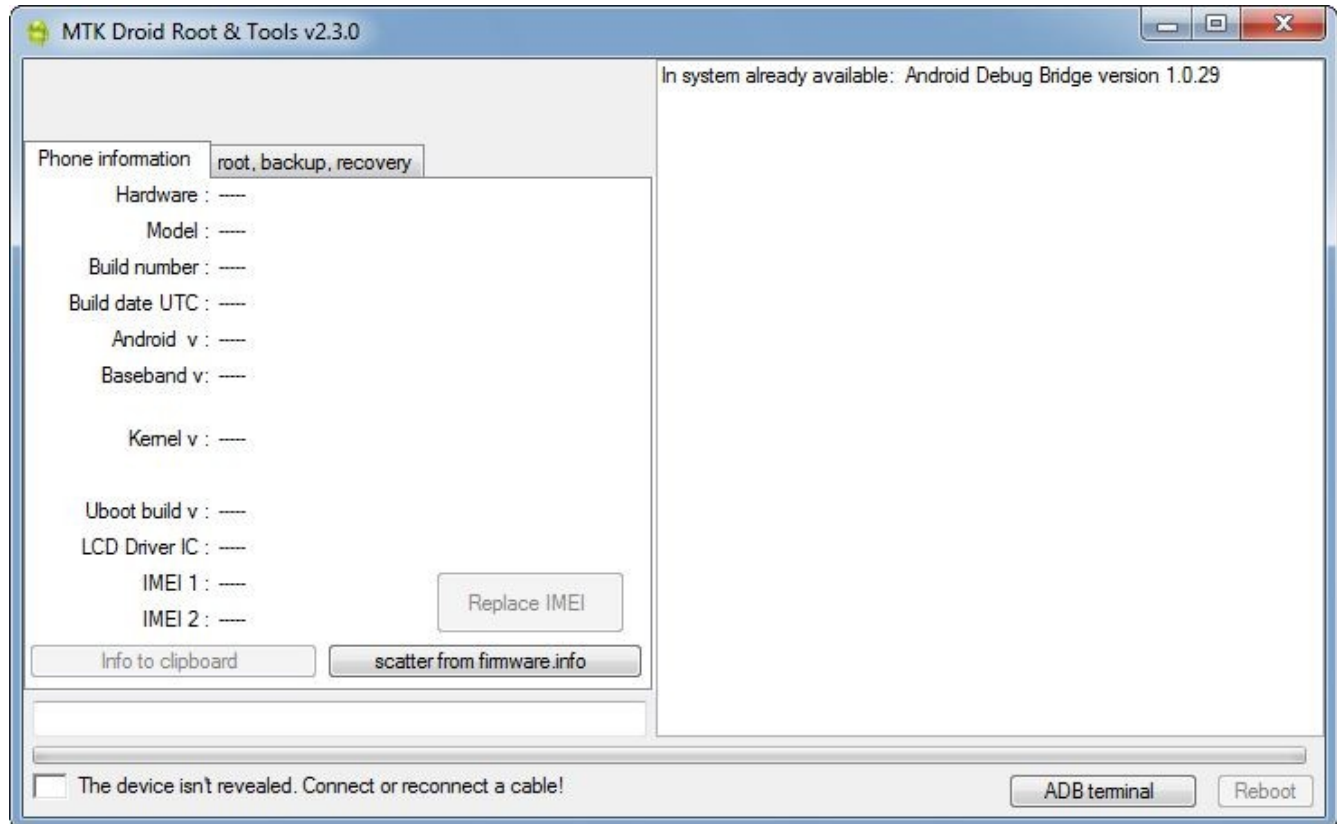 MTK Droid Root & Tools v2.3.0
In system already available: Android Debug Bridge version 1.0.29
Phone information
root, backup, recovery
Hardware : -----
Model : -----
Build number : -----
Build date UTC : -----
Android v : -----
Baseband v: -----
Kernel v : -----
Uboot build v : -----
LCD Driver IC : -----
IMEI 1 : -----
IMEI 2 : -----
Replace IMEI
Info to clipboard
scatter from firmware.info
The device isn't revealed. Connect or reconnect a cable!
ADB terminal
Reboot